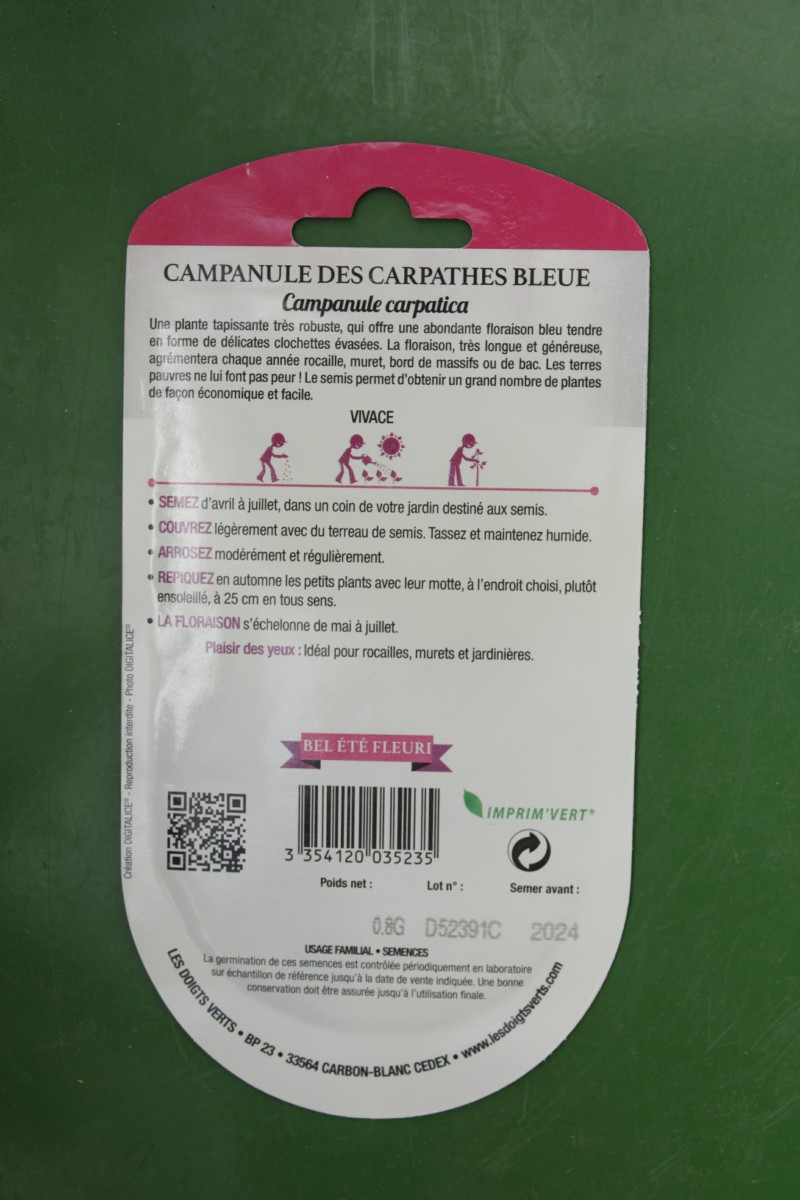 CAMPANULE DES CARPATHES BLEUE
Campanule carpatica
Une plante tapissante très robuste, qui offre une abondante floraison bleu tendre
en forme de délicates clochettes évasées. La floraison, très longue et généreuse,
agrémentera chaque année rocaille, muret, bord de massifs ou de bac. Les terres
pauvres ne lui font pas peur ! Le semis permet d'obtenir un grand nombre de plantes
de façon économique et facile.
VIVACE
• SEMEZ d'avril à juillet, dans un coin de votre jardin destiné aux semis.
• COUVREZ légèrement avec du terreau de semis. Tassez et maintenez humide.
• ARROSEZ modérément et régulièrement.
• REPIQUEZ en automne les petits plants avec leur motte, à l'endroit choisi, plutôt
ensoleillé, à 25 cm en tous sens.
• LA FLORAISON s'échelonne de mai à juillet.
Plaisir des yeux : Idéal pour rocailles, murets et jardinières.
Création DIGITALICE® - Reproduction interdite - Photo DIGITALICE®
BEL ÉTÉ FLEURI
IMPRIM'VERT®
3 354120 035235
Poids net : Lot n° : Semer avant :
0.8G D52391C 2024
USAGE FAMILIAL • SEMENCES
La germination de ces semences est contrôlée périodiquement en laboratoire
sur échantillon de référence jusqu'à la date de vente indiquée. Une bonne
conservation doit être assurée jusqu'à l'utilisation finale.
LES DOIGTS VERTS • BP 23 • 33564 CARBON-BLANC CEDEX • www.lesdoigtsverts.com